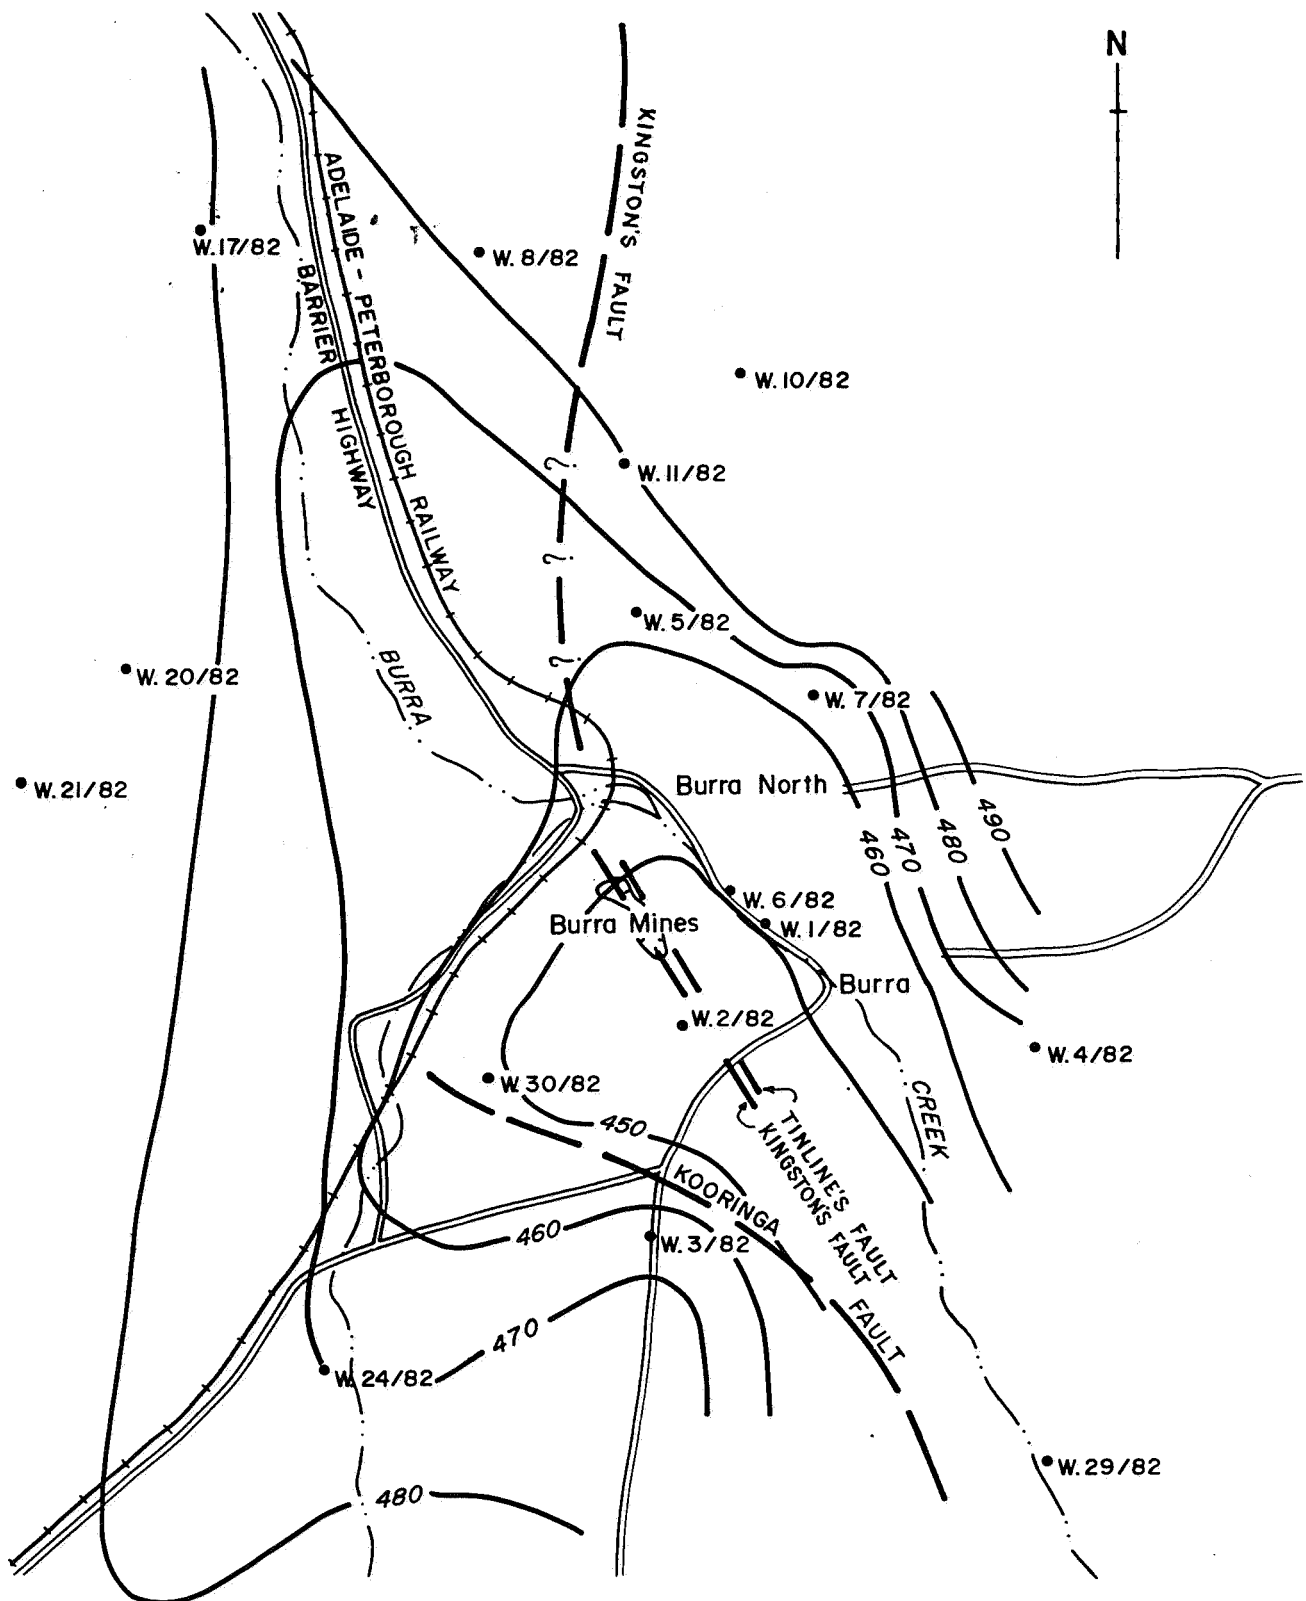 N
KINGSTON'S FAULT
ADELAIDE - PETERBOROUGH RAILWAY
BARRIER HIGHWAY
W. 17/82
W. 8/82
W. 10/82
W. 11/82
W. 5/82
BURRA
W. 20/82
W. 7/82
W. 21/82
Burra North
490
480
470
460
W. 6/82
Burra Mines
W. 1/82
Burra
W. 2/82
W. 4/82
W. 30/82
CREEK
450
TINLINE'S FAULT
KINGSTON'S FAULT
KOORINGA FAULT
460
W. 3/82
470
W. 24/82
W. 29/82
480